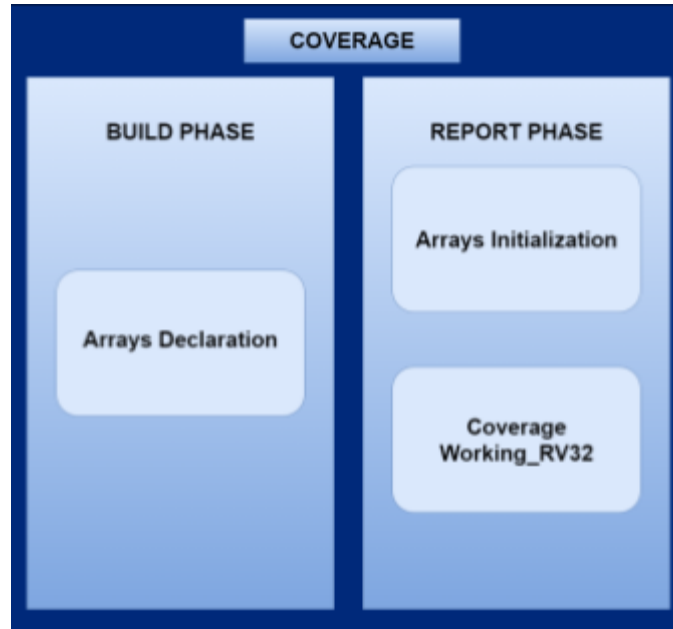 COVERAGE
BUILD PHASE
Arrays Declaration
REPORT PHASE
Arrays Initialization
Coverage
Working_RV32